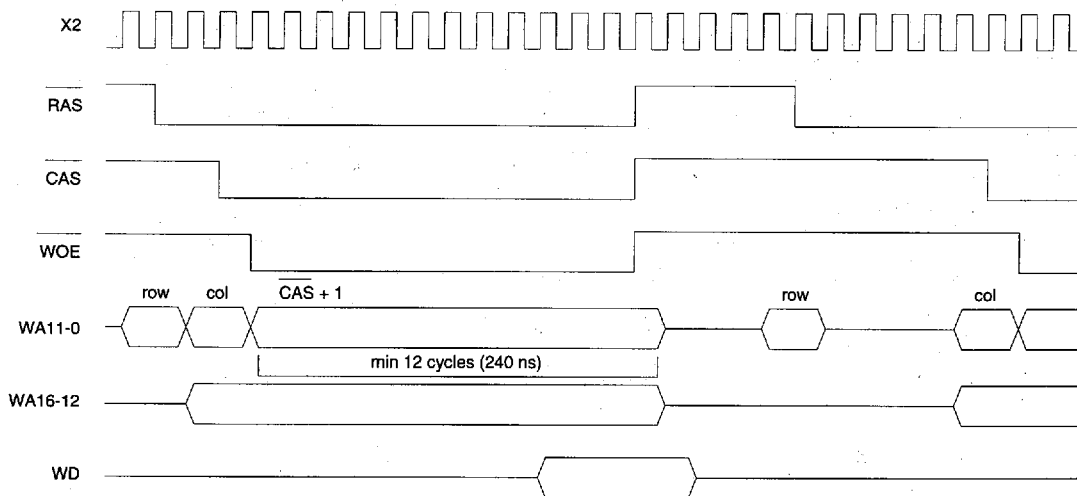 X2
RAS
CAS
WOE
row col CAS + 1 row col
WA11-0
min 12 cycles (240 ns)
WA16-12
WD